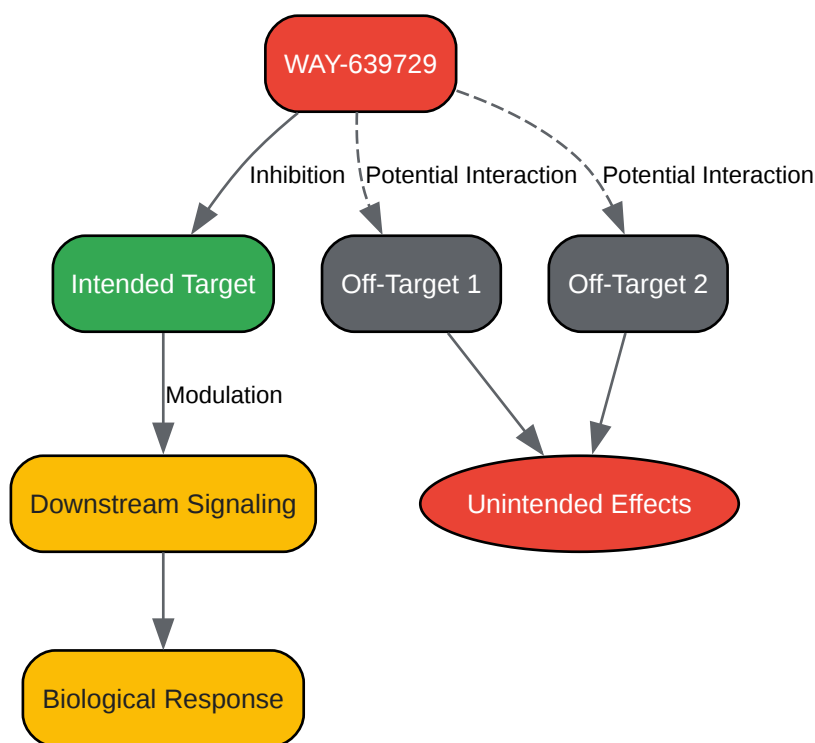 WAY-639729
Inhibition
Potential Interaction
Potential Interaction
Intended Target
Off-Target 1
Off-Target 2
Modulation
Downstream Signaling
Unintended Effects
Biological Response